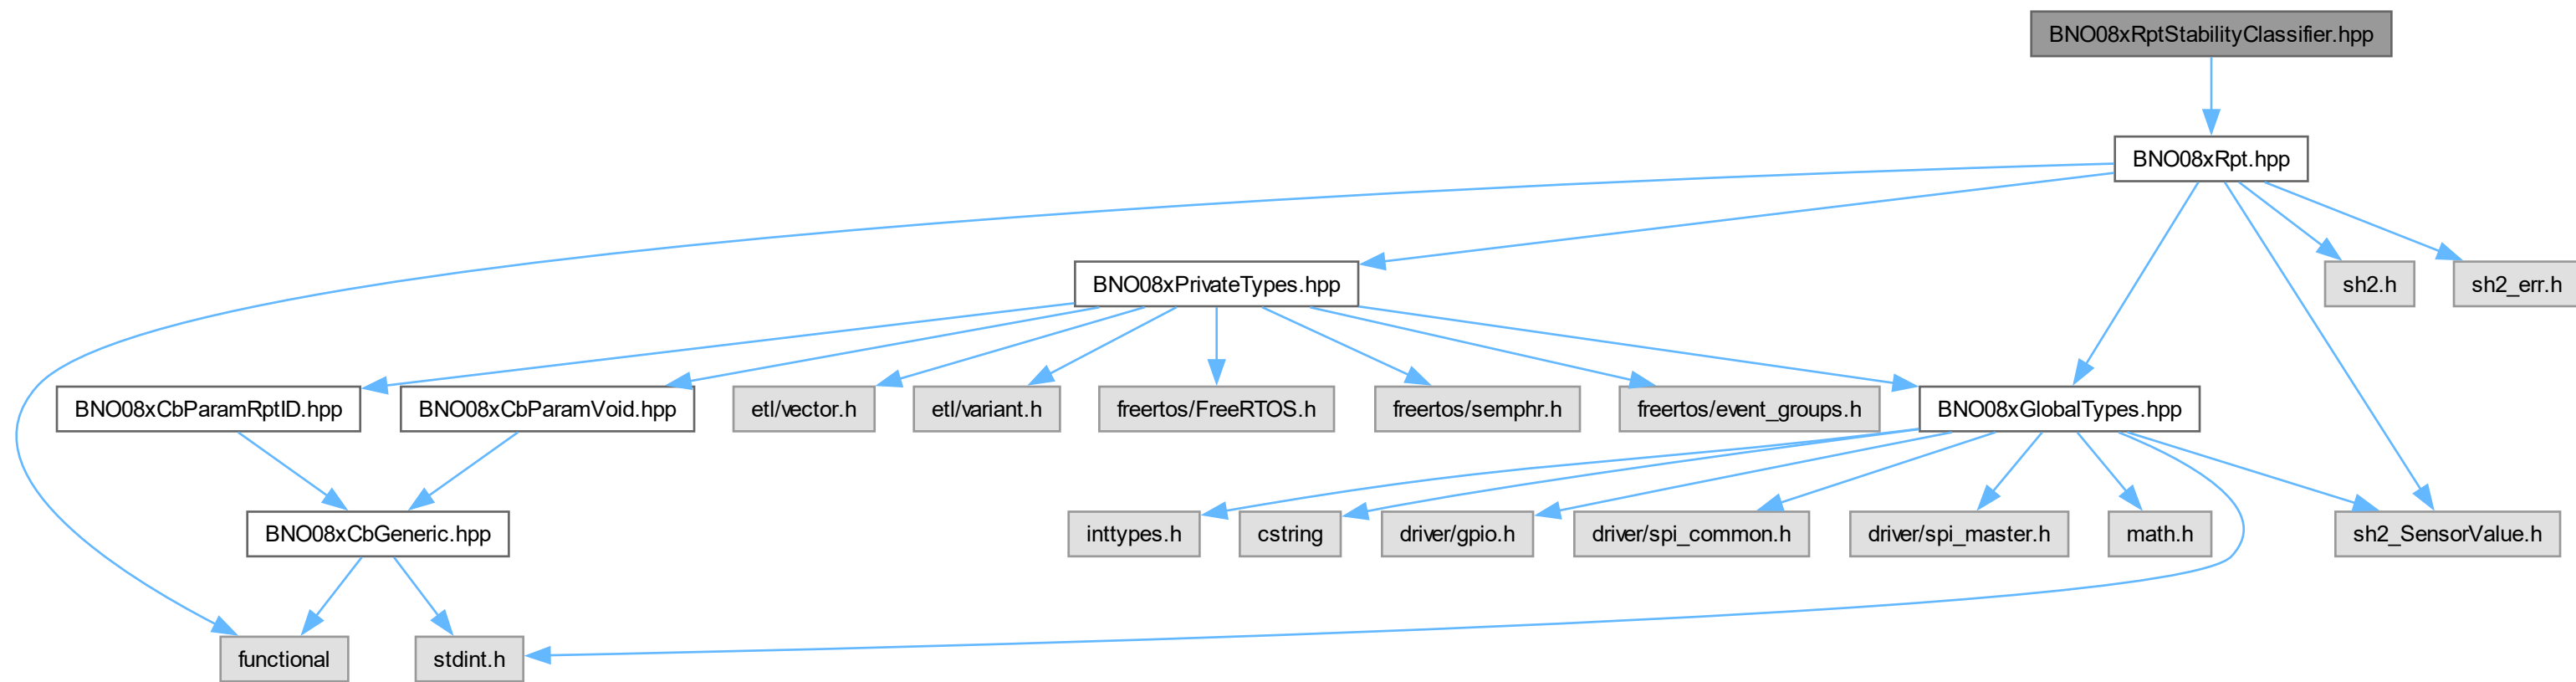 BNO08xRptStabilityClassifier.hpp
BNO08xRpt.hpp
BNO08xPrivateTypes.hpp
sh2.h
sh2_err.h
BNO08xCbParamRptID.hpp
BNO08xCbParamVoid.hpp
etl/vector.h
etl/variant.h
freertos/FreeRTOS.h
freertos/semphr.h
freertos/event_groups.h
BNO08xGlobalTypes.hpp
BNO08xCbGeneric.hpp
inttypes.h
cstring
driver/gpio.h
driver/spi_common.h
driver/spi_master.h
math.h
sh2_SensorValue.h
functional
stdint.h